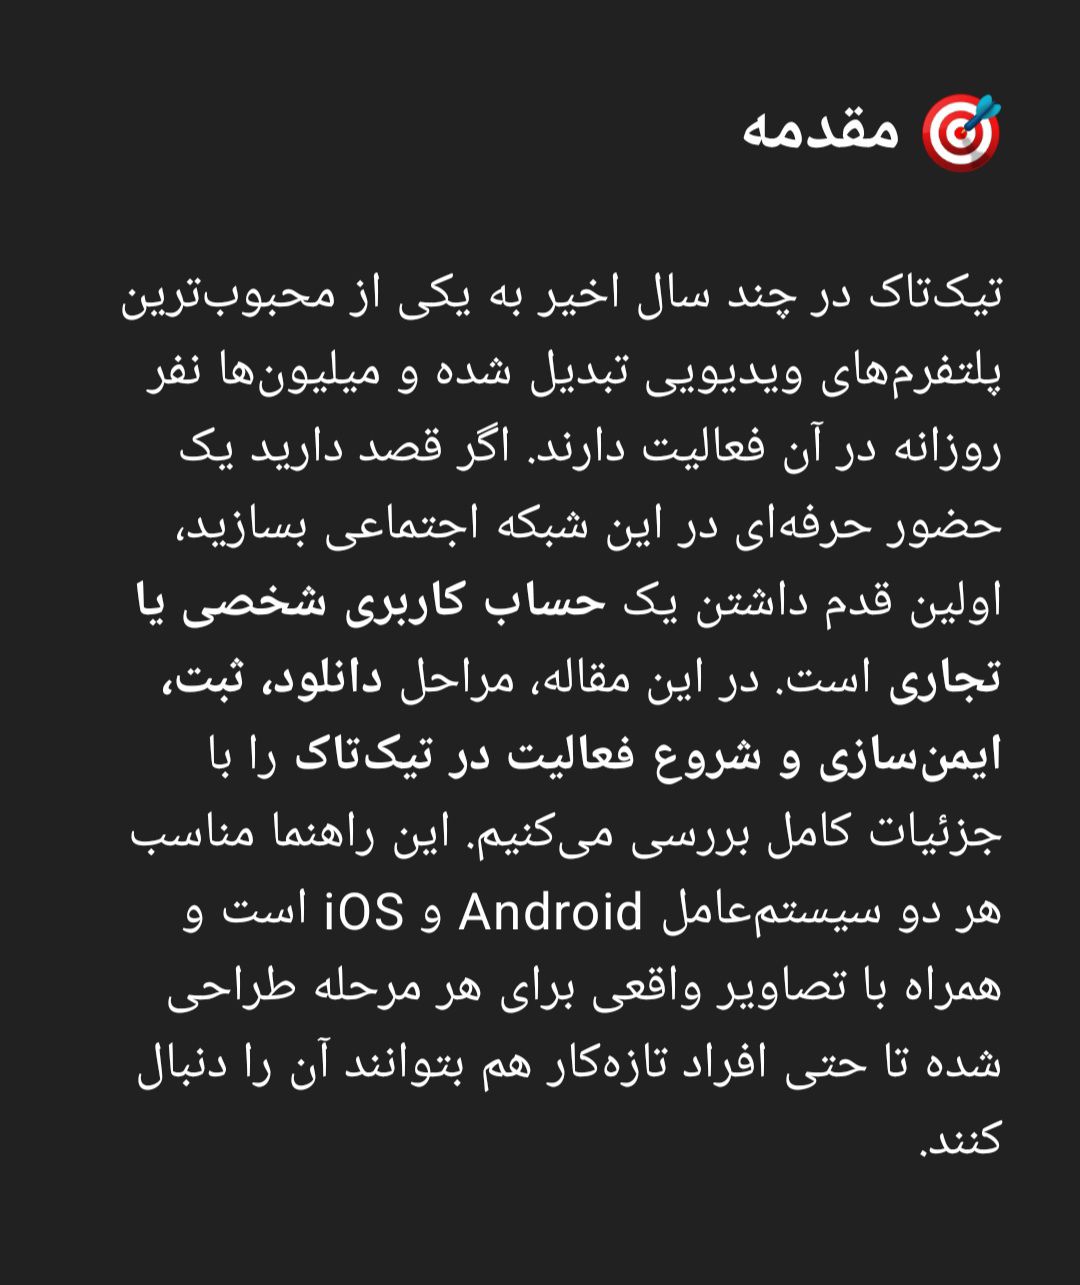 🎯 مقدمه
تیک‌تاک در چند سال اخیر به یکی از محبوب‌ترین
پلتفرم‌های ویدیویی تبدیل شده و میلیون‌ها نفر
روزانه در آن فعالیت دارند. اگر قصد دارید یک
حضور حرفه‌ای در این شبکه اجتماعی بسازید،
اولین قدم داشتن یک حساب کاربری شخصی یا
تجاری است. در این مقاله، مراحل دانلود، ثبت،
ایمن‌سازی و شروع فعالیت در تیک‌تاک را با
جزئیات کامل بررسی می‌کنیم. این راهنما مناسب
هر دو سیستم‌عامل Android و iOS است و
همراه با تصاویر واقعی برای هر مرحله طراحی
شده تا حتی افراد تازه‌کار هم بتوانند آن را دنبال
کنند.